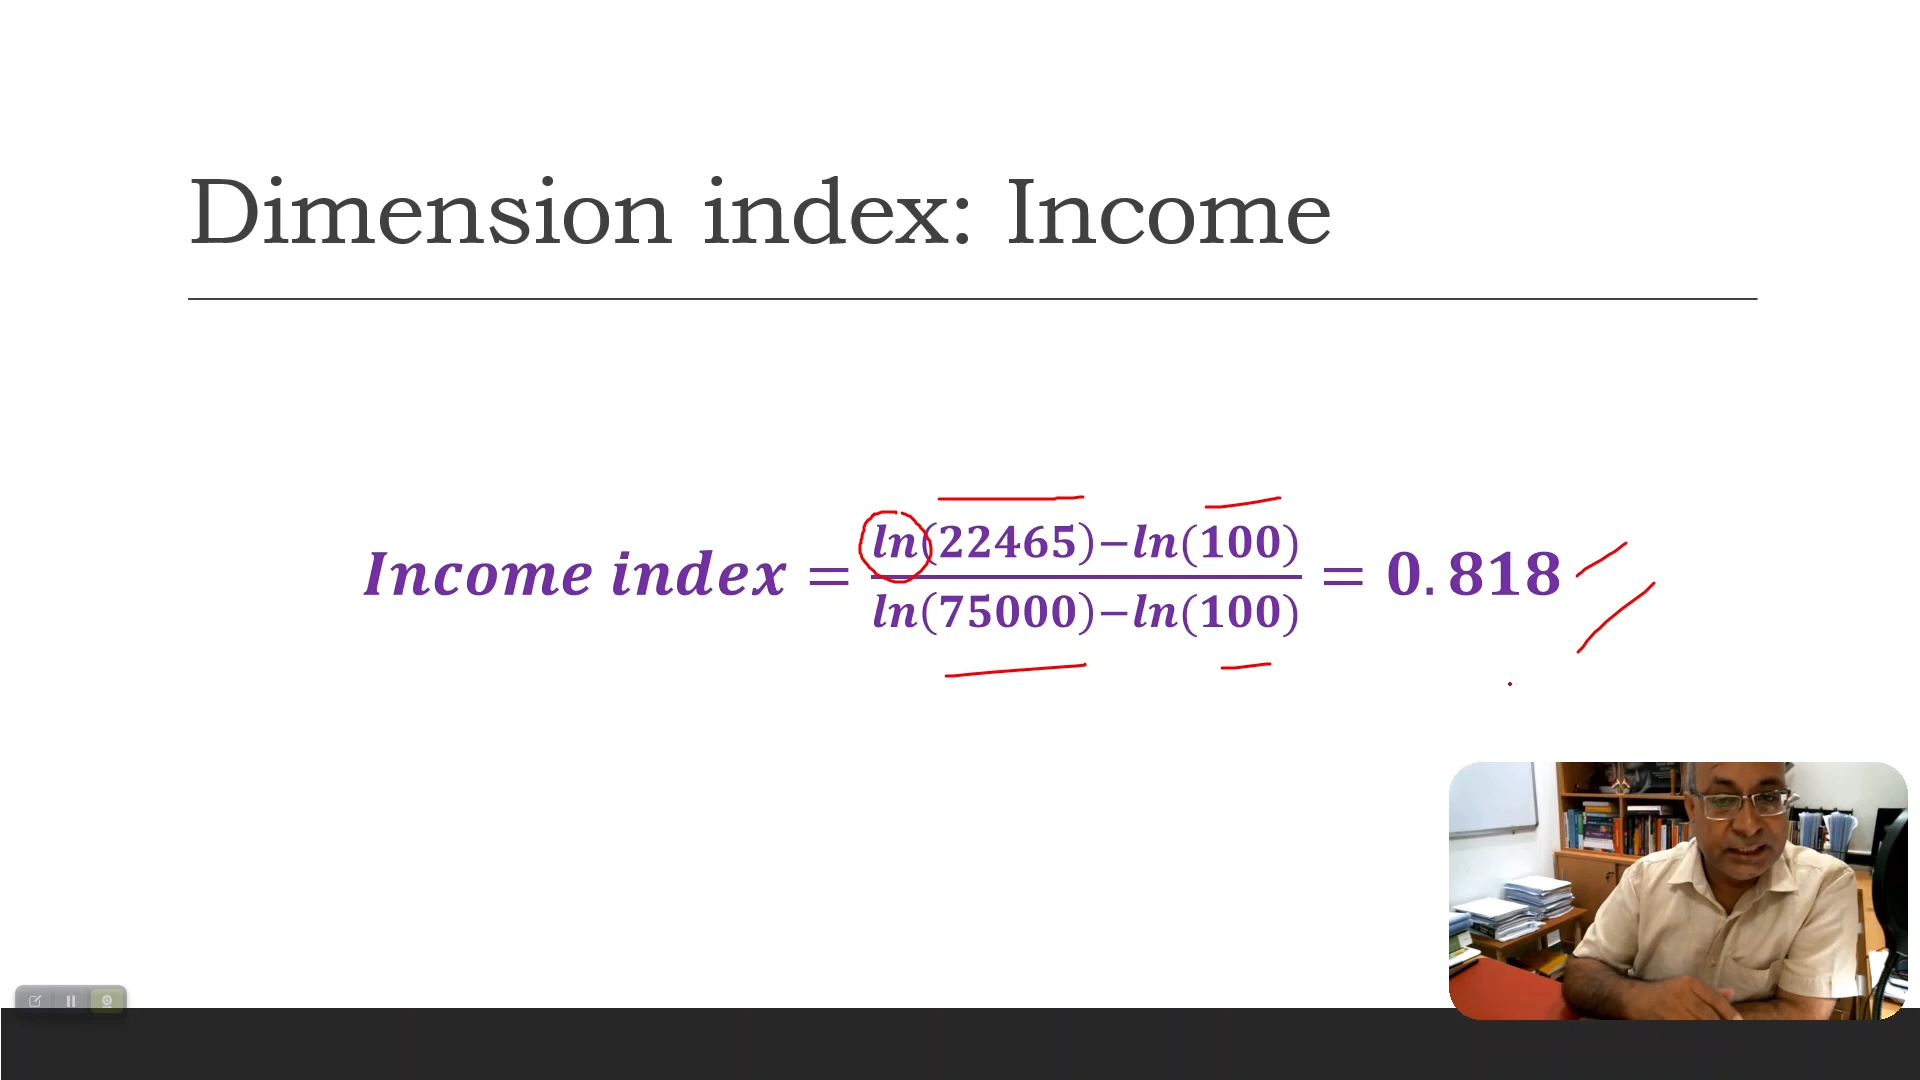 Dimension index: Income
Income index = ln(22465)−ln(100) / ln(75000)−ln(100) = 0.818